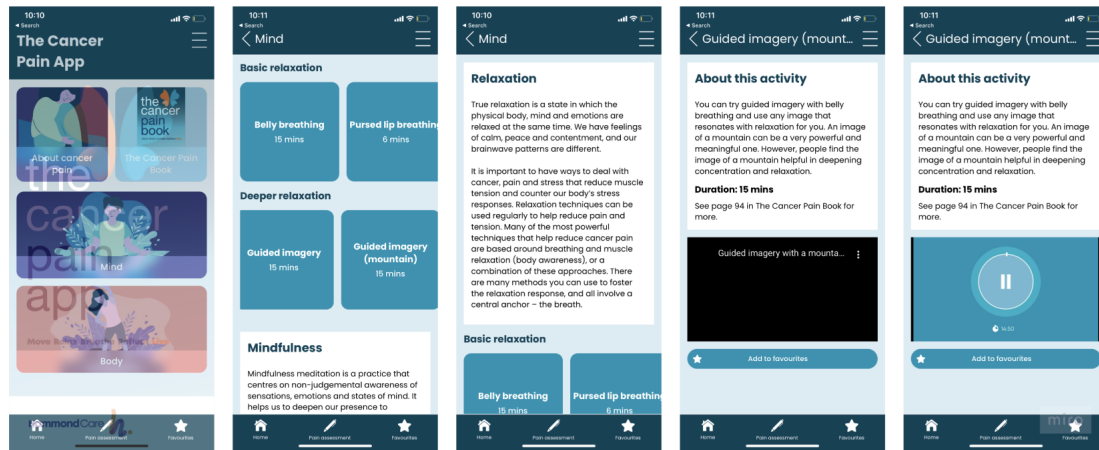 10:10
Search
The Cancer
Pain App
the
cancer
pain
book
About cancer
pain
The Cancer Pain
Book
the
cancer
pain
app
Mind
Body
HammondCare
Home
Pain assessment
Favourites
10:11
Search
Mind
Basic relaxation
Belly breathing
15 mins
Pursed lip breathing
6 mins
Deeper relaxation
Guided imagery
15 mins
Guided imagery
(mountain)
15 mins
Mindfulness
Mindfulness meditation is a practice that
centres on non-judgemental awareness of
sensations, emotions and states of mind. It
helps us to deepen our presence to
Home
Pain assessment
Favourites
10:10
Search
Mind
Relaxation
True relaxation is a state in which the
physical body, mind and emotions are
relaxed at the same time. We have feelings
of calm, peace and contentment, and our
brainwave patterns are different.
It is important to have ways to deal with
cancer, pain and stress that reduce muscle
tension and counter our body's stress
responses. Relaxation techniques can be
used regularly to help reduce pain and
tension. Many of the most powerful
techniques that help reduce cancer pain
are based around breathing and muscle
relaxation (body awareness), or a
combination of these approaches. There
are many methods you can use to foster
the relaxation response, and all involve a
central anchor – the breath.
Basic relaxation
Belly breathing
15 mins
Pursed lip breathing
6 mins
Home
Pain assessment
Favourites
10:11
Search
Guided imagery (mount...
About this activity
You can try guided imagery with belly
breathing and use any image that
resonates with relaxation for you. An image
of a mountain can be a very powerful and
meaningful one. However, people find the
image of a mountain helpful in deepening
concentration and relaxation.
Duration: 15 mins
See page 94 in The Cancer Pain Book for
more.
Guided imagery with a mounta...
Add to favourites
Home
Pain assessment
Favourites
10:11
Search
Guided imagery (mount...
About this activity
You can try guided imagery with belly
breathing and use any image that
resonates with relaxation for you. An image
of a mountain can be a very powerful and
meaningful one. However, people find the
image of a mountain helpful in deepening
concentration and relaxation.
Duration: 15 mins
See page 94 in The Cancer Pain Book for
more.
14:50
Add to favourites
Home
Pain assessment
Favourites
miro